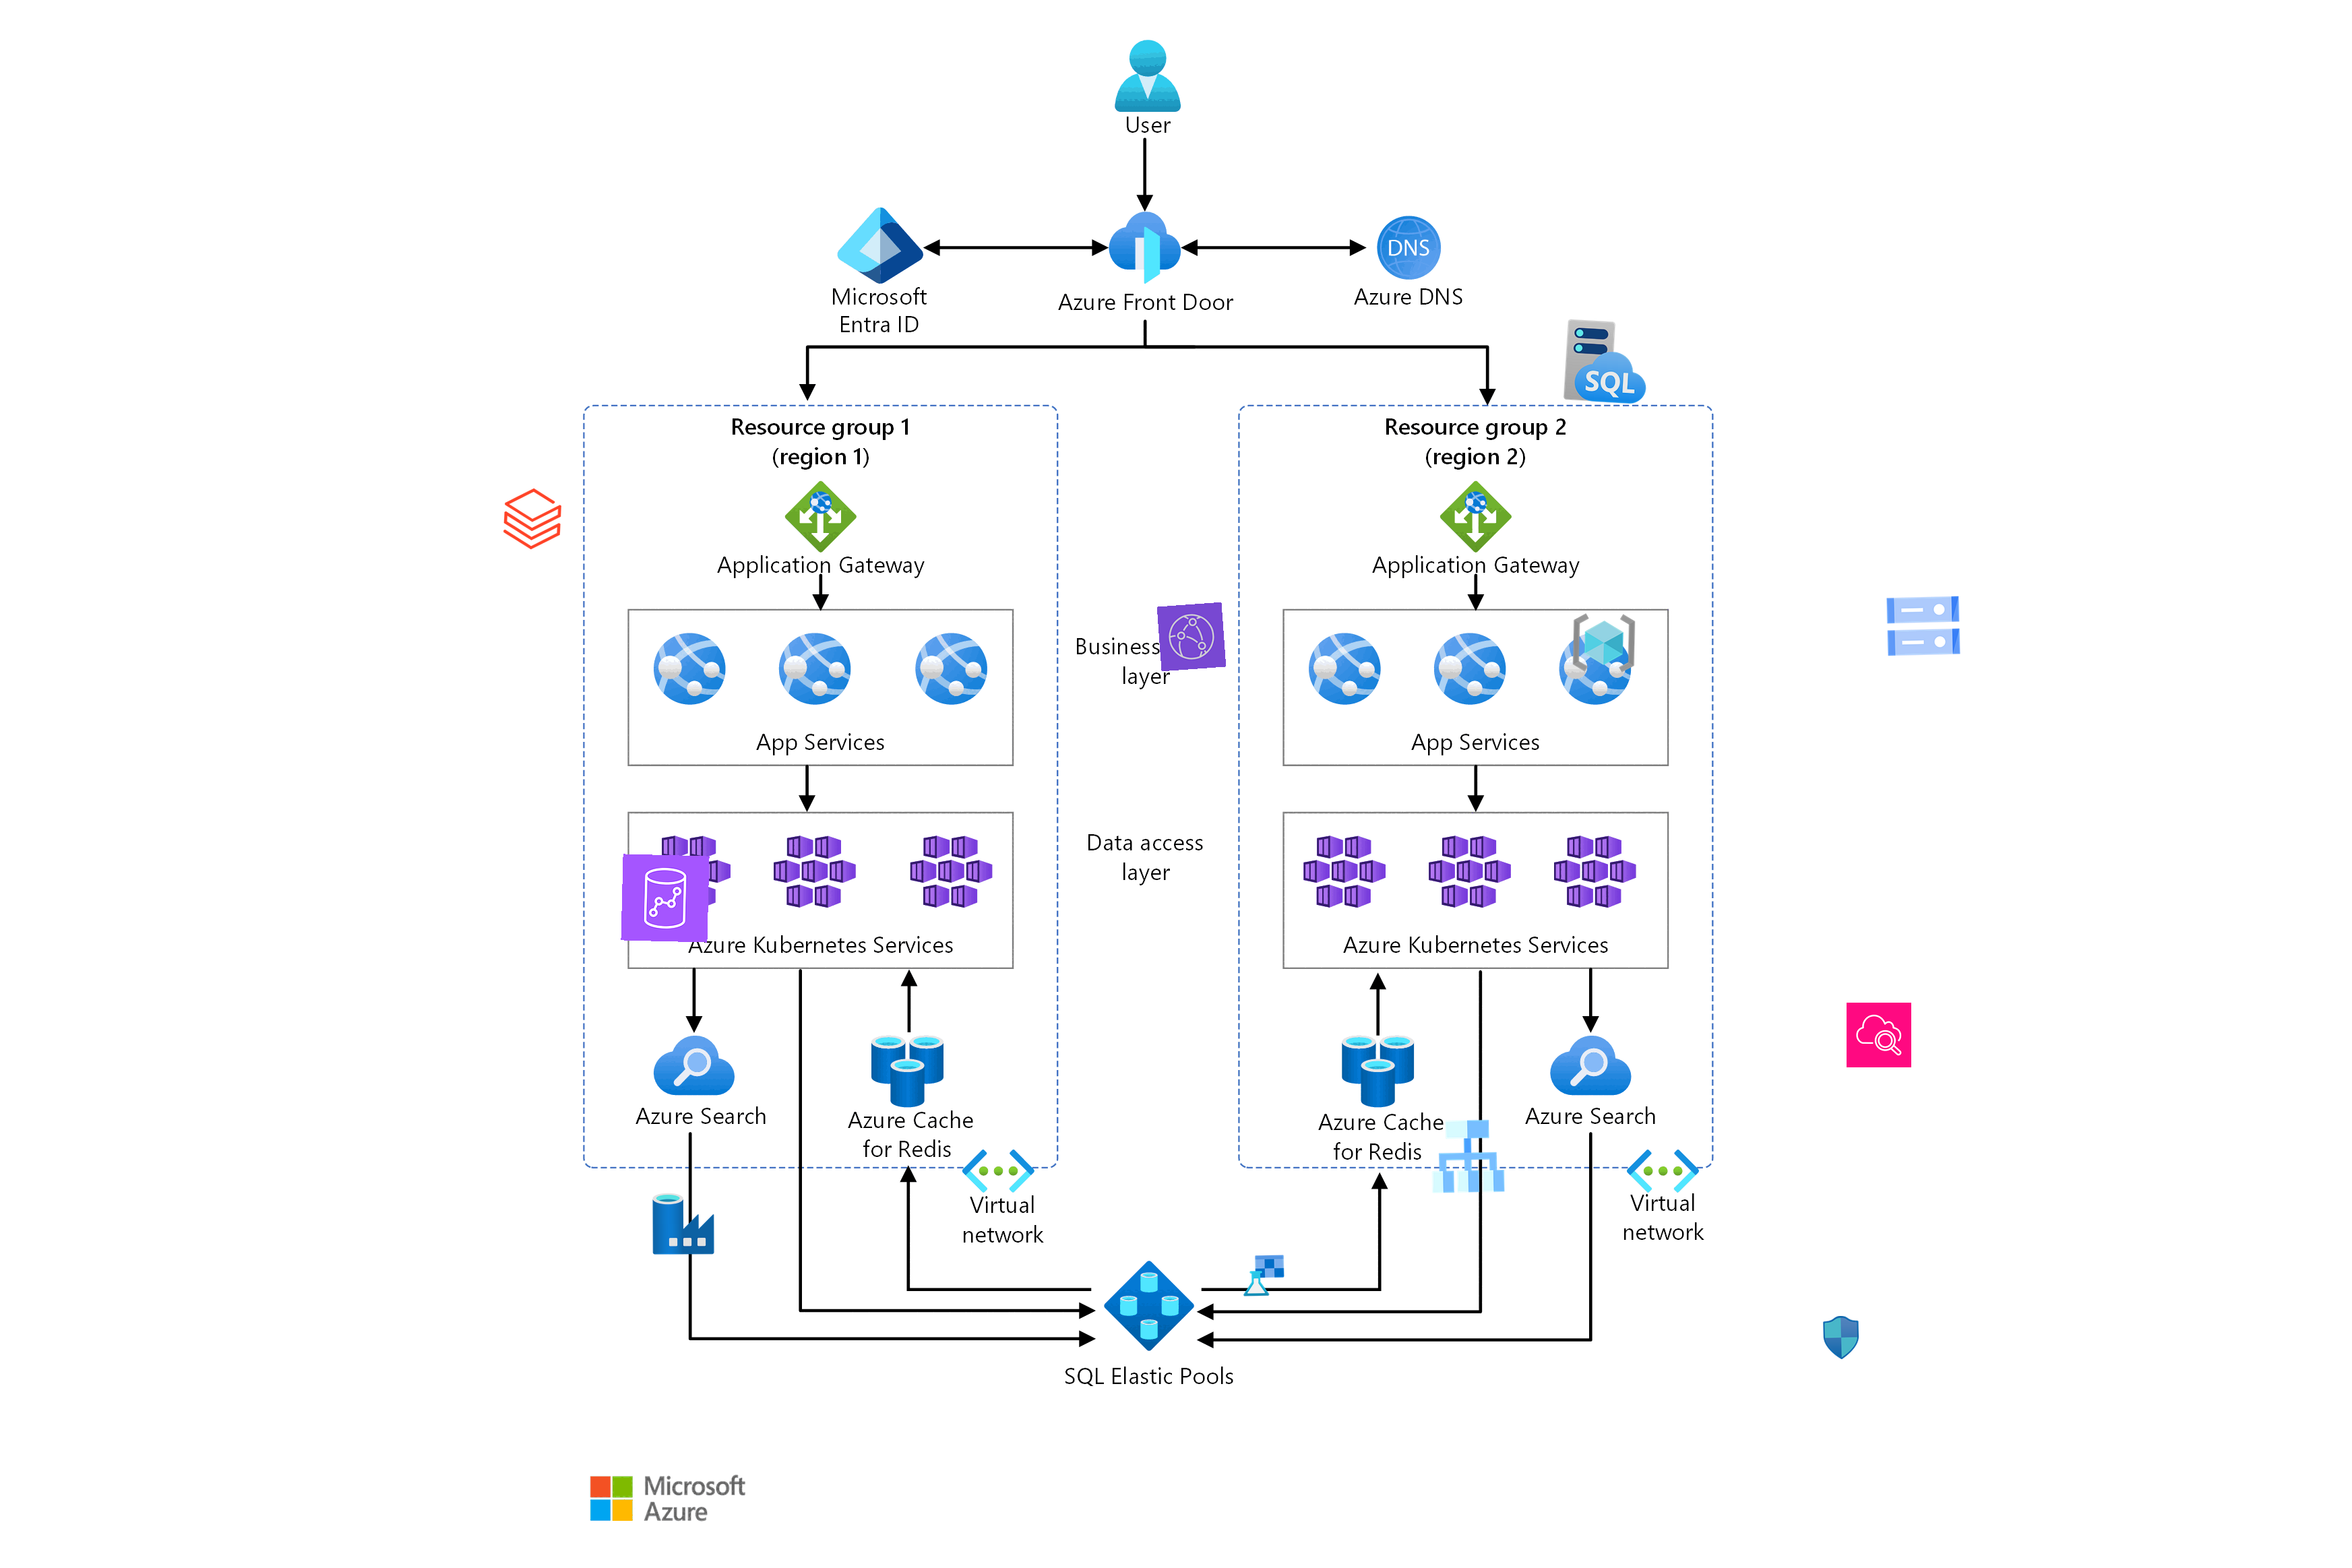 User
Microsoft
Entra ID
Azure Front Door
DNS
Azure DNS
SQL
Resource group 1
(region 1)
Resource group 2
(region 2)
Application Gateway
Application Gateway
Business
layer
App Services
App Services
Data access
layer
Azure Kubernetes Services
Azure Kubernetes Services
Azure Search
Azure Cache
for Redis
Azure Cache
for Redis
Azure Search
Virtual
network
Virtual
network
SQL Elastic Pools
Microsoft
Azure